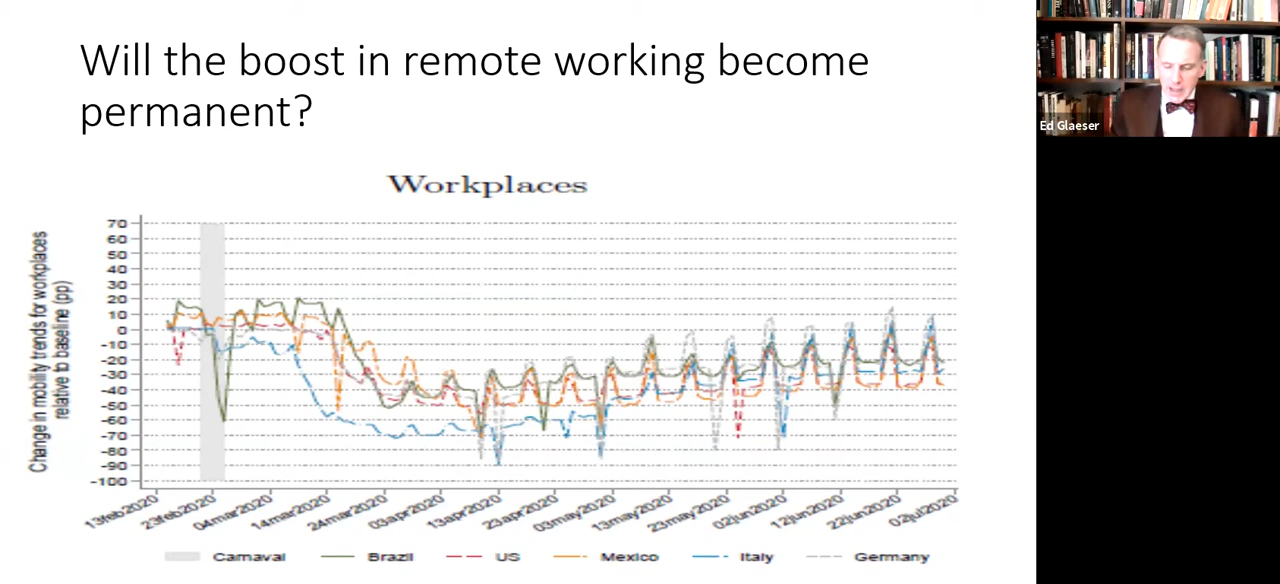 Will the boost in remote working become
permanent?
Ed Glaeser
Workplaces
Change in mobility trends for workplaces
relative to baseline (pp)
70
60
50
40
30
20
10
0
-10
-20
-30
-40
-50
-60
-70
-80
-90
-100
13feb2020
23feb2020
04mar2020
14mar2020
24mar2020
03apr2020
13apr2020
23apr2020
03may2020
13may2020
23may2020
02jun2020
12jun2020
22jun2020
02jul2020
Carnaval Brazil US Mexico Italy Germany